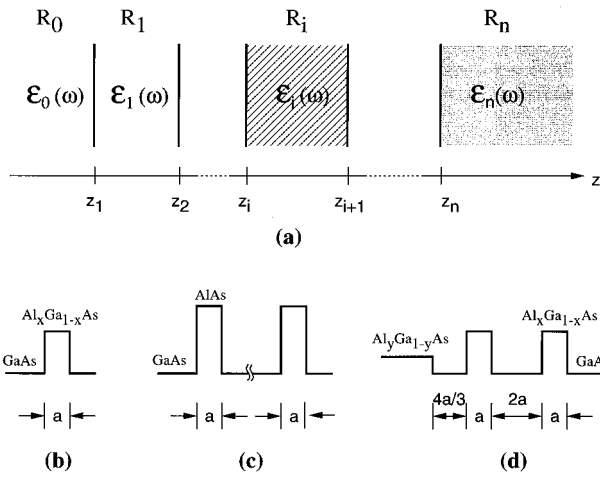 R0 R1 Ri Rn
ε0(ω) ε1(ω) εi(ω) εn(ω)
z
z1 z2 zi zi+1 zn
(a)
AlAs
AlxGa1-xAs AlxGa1-xAs
AlyGa1-yAs
GaAs GaAs GaA
4a/3 2a
a a a a a
(b) (c) (d)